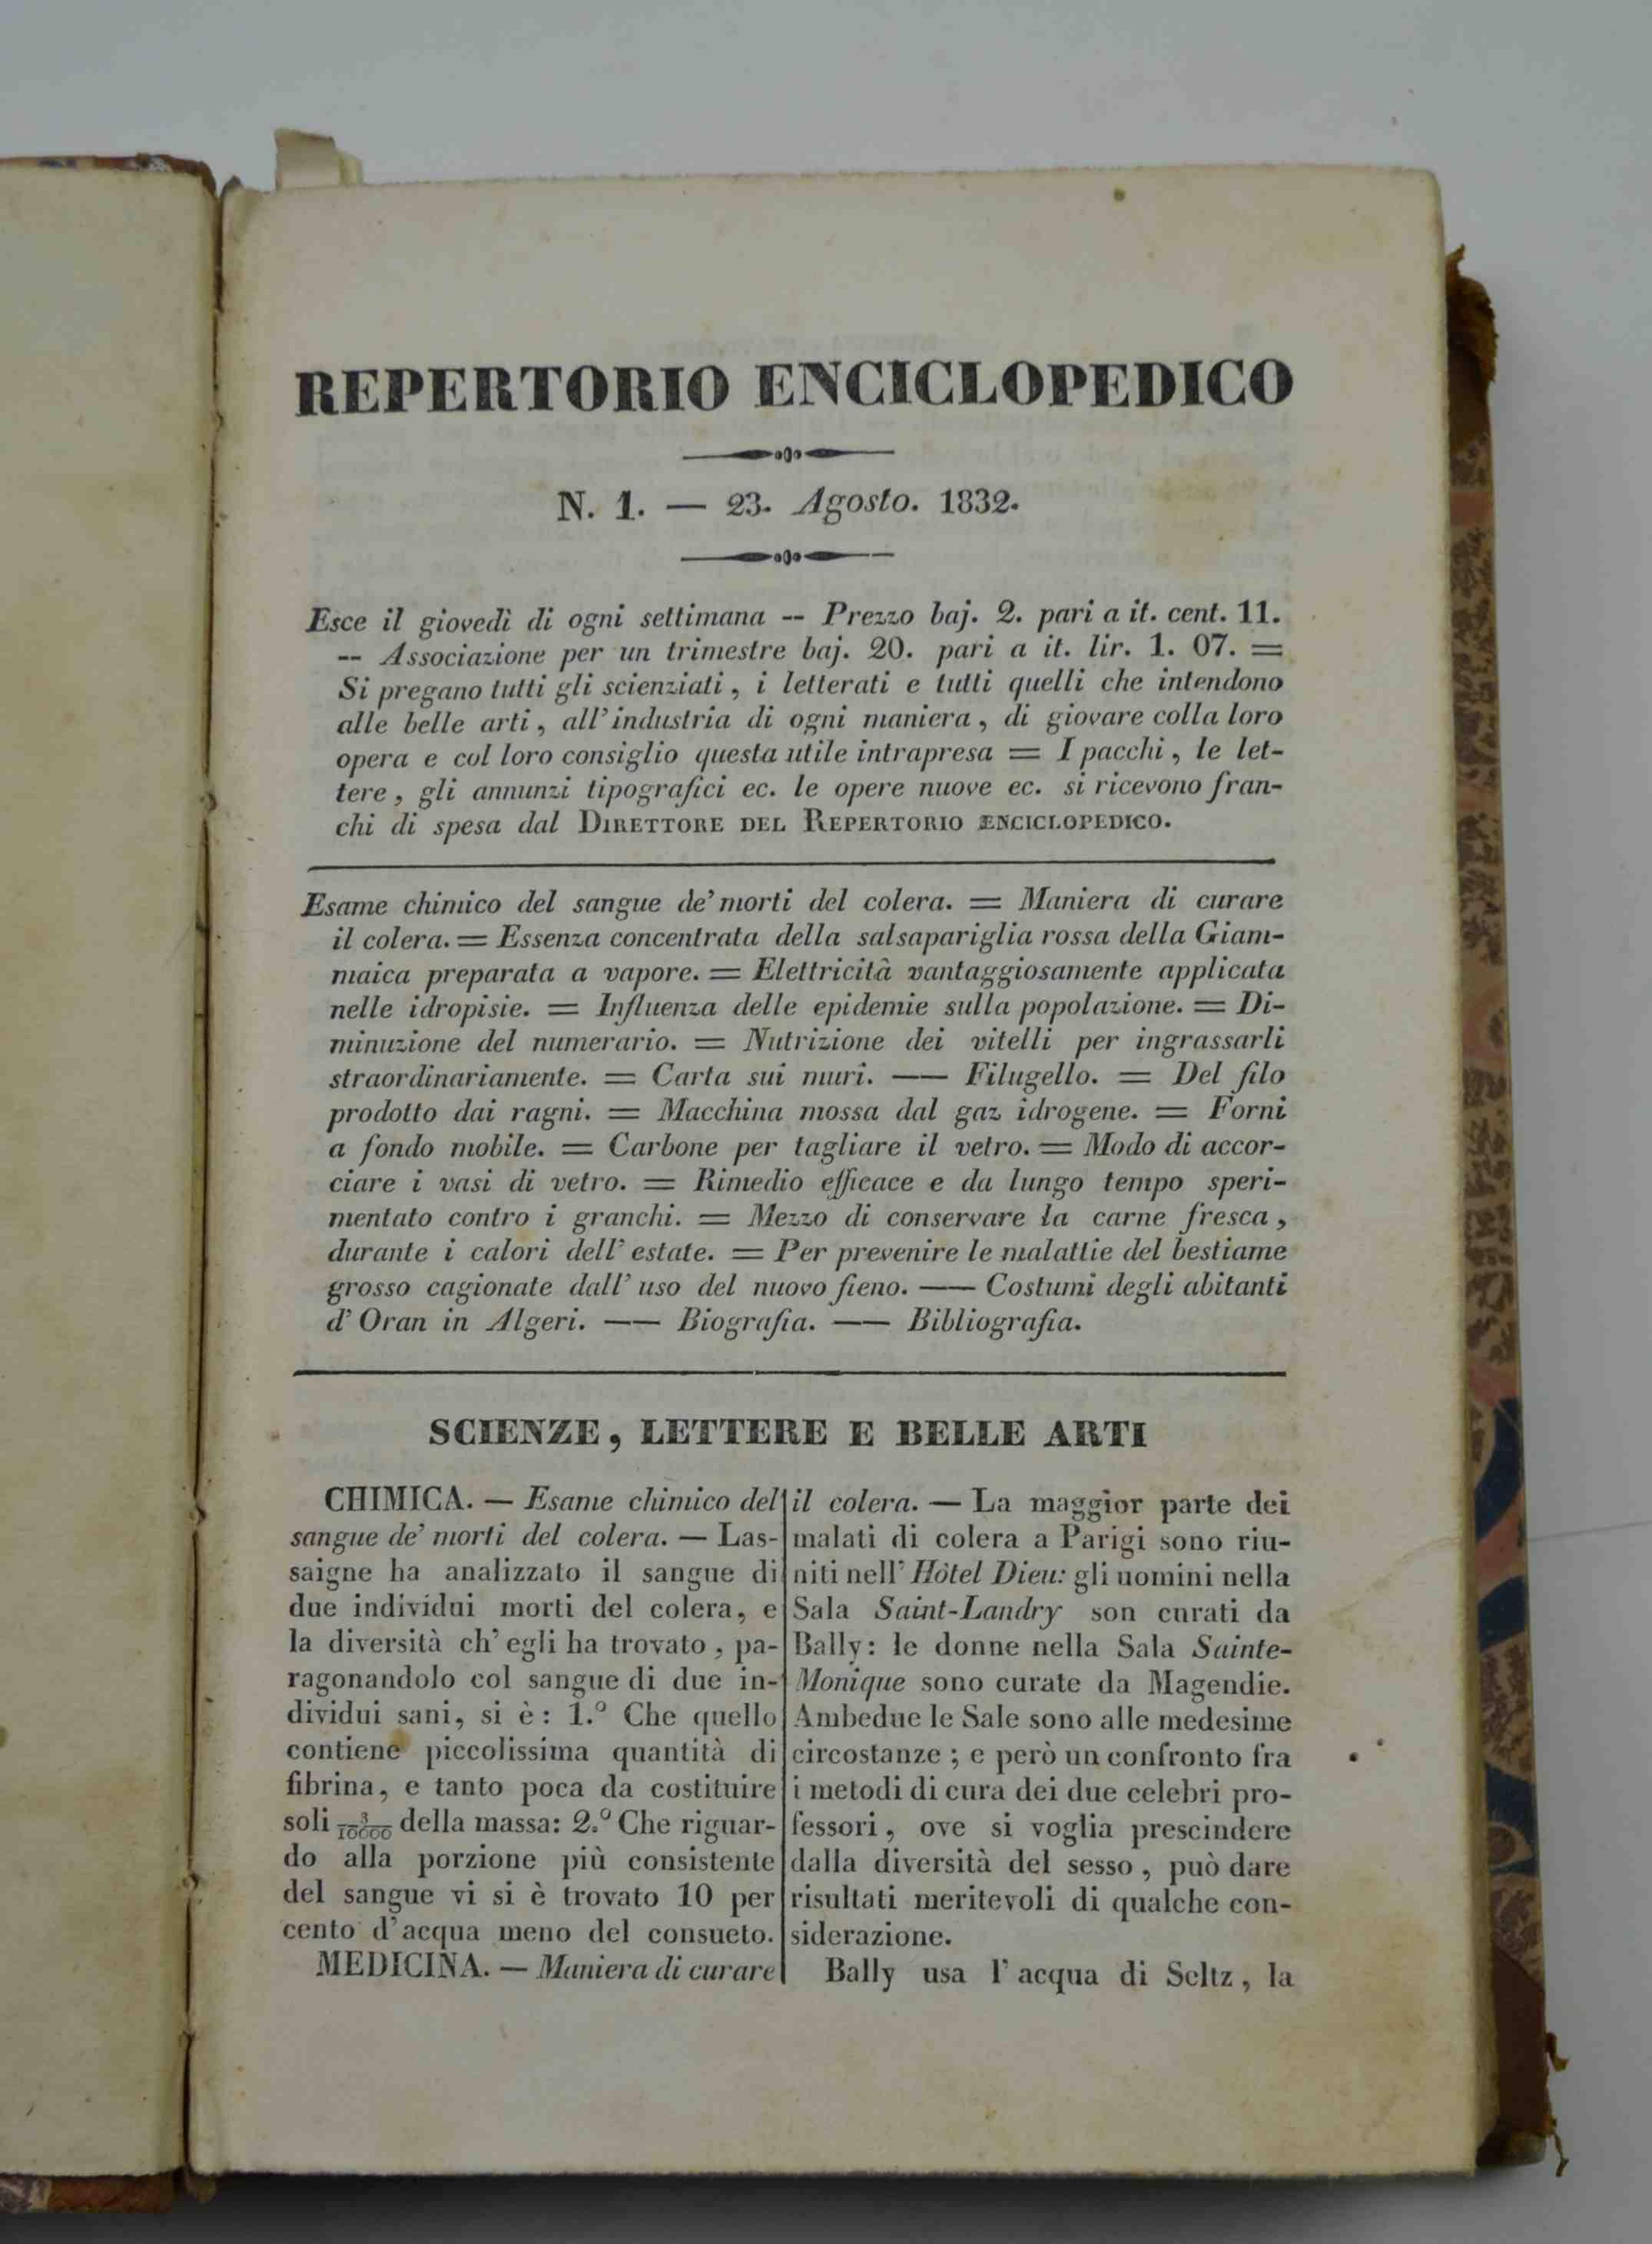 REPERTORIO ENCICLOPEDICO
N. 1. — 23. Agosto. 1832.
Esce il giovedì di ogni settimana -- Prezzo baj. 2. pari a it. cent. 11.
-- Associazione per un trimestre baj. 20. pari a it. lir. 1. 07. =
Si pregano tutti gli scienziati, i letterati e tutti quelli che intendono
alle belle arti, all'industria di ogni maniera, di giovare colla loro
opera e col loro consiglio questa utile intrapresa = I pacchi, le let-
tere, gli annunzi tipografici ec. le opere nuove ec. si ricevono fran-
chi di spesa dal DIRETTORE DEL REPERTORIO ENCICLOPEDICO.
Esame chimico del sangue de' morti del colera. = Maniera di curare
il colera. = Essenza concentrata della salsapariglia rossa della Giam-
maica preparata a vapore. = Elettricità vantaggiosamente applicata
nelle idropisie. = Influenza delle epidemie sulla popolazione. = Di-
minuzione del numerario. = Nutrizione dei vitelli per ingrassarli
straordinariamente. = Carta sui muri. —— Filugello. = Del filo
prodotto dai ragni. = Macchina mossa dal gaz idrogene. = Forni
a fondo mobile. = Carbone per tagliare il vetro. = Modo di accor-
ciare i vasi di vetro. = Rimedio efficace e da lungo tempo speri-
mentato contro i granchi. = Mezzo di conservare la carne fresca,
durante i calori dell' estate. = Per prevenire le malattie del bestiame
grosso cagionate dall' uso del nuovo fieno. —— Costumi degli abitanti
d' Oran in Algeri. —— Biografia. —— Bibliografia.
SCIENZE, LETTERE E BELLE ARTI
CHIMICA. — Esame chimico del
sangue de' morti del colera. — Las-
saigne ha analizzato il sangue di
due individui morti del colera, e
la diversità ch' egli ha trovato, pa-
ragonandolo col sangue di due in-
dividui sani, si è: 1.º Che quello
contiene piccolissima quantità di
fibrina, e tanto poca da costituire
soli 3/10000 della massa: 2.º Che riguar-
do alla porzione più consistente
del sangue vi si è trovato 10 per
cento d'acqua meno del consueto.
MEDICINA. — Maniera di curare
il colera. — La maggior parte dei
malati di colera a Parigi sono riu-
niti nell' Hôtel Dieu: gli uomini nella
Sala Saint-Landry son curati da
Bally: le donne nella Sala Sainte-
Monique sono curate da Magendie.
Ambedue le Sale sono alle medesime
circostanze; e però un confronto fra
i metodi di cura dei due celebri pro-
fessori, ove si voglia prescindere
dalla diversità del sesso, può dare
risultati meritevoli di qualche con-
siderazione.
Bally usa l' acqua di Seltz, la